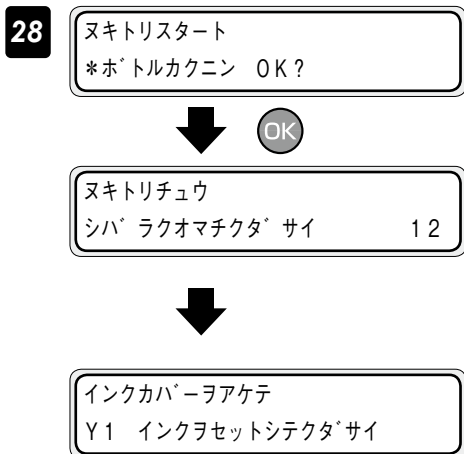 28
ヌキトリスタート
*ボトルカクニン OK?
OK
ヌキトリチュウ
シバラクオマチクダサイ 12
インクカバーヲアケテ
Y1 インクヲセットシテクダサイ